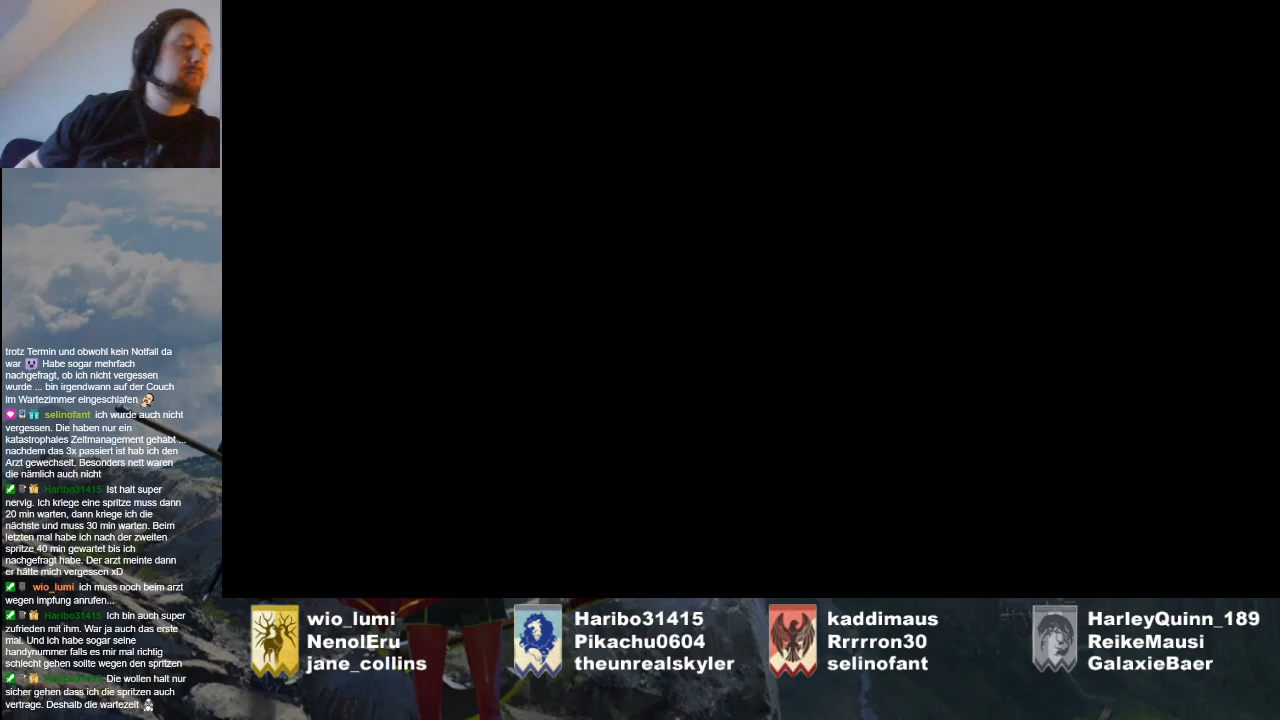 trotz Termin und obwohl kein Notfall da
war Habe sogar mehrfach
nachgefragt, ob ich nicht vergessen
wurde ... bin irgendwann auf der Couch
im Wartezimmer eingeschlafen
selinofant ich wurde auch nicht
vergessen. Die haben nur ein
katastrophales Zeitmanagement gehabt ...
nachdem das 3x passiert ist hab ich den
Arzt gewechselt. Besonders nett waren
die nämlich auch nicht
Haribo31415 Ist halt super
nervig. Ich kriege eine spritze muss dann
20 min warten, dann kriege ich die
nächste und muss 30 min warten. Beim
letzten mal habe ich nach der zweiten
spritze 40 min gewartet bis ich
nachgefragt habe. Der arzt meinte dann
er hätte mich vergessen xD
wio_lumi ich muss noch beim arzt
wegen impfung anrufen...
Haribo31415 Ich bin auch super
zufrieden mit ihm. War ja auch das erste
mal. Und ich habe sogar seine
handynummer falls es mir mal richtig
schlecht gehen sollte wegen den spritzen
Haribo31415 Die wollen halt nur
sicher gehen dass ich die spritzen auch
vertrage. Deshalb die wartezeit
wio_lumi
NenolEru
jane_collins
Haribo31415
Pikachu0604
theunrealskyler
kaddimaus
Rrrrron30
selinofant
HarleyQuinn_189
ReikeMausi
GalaxieBaer